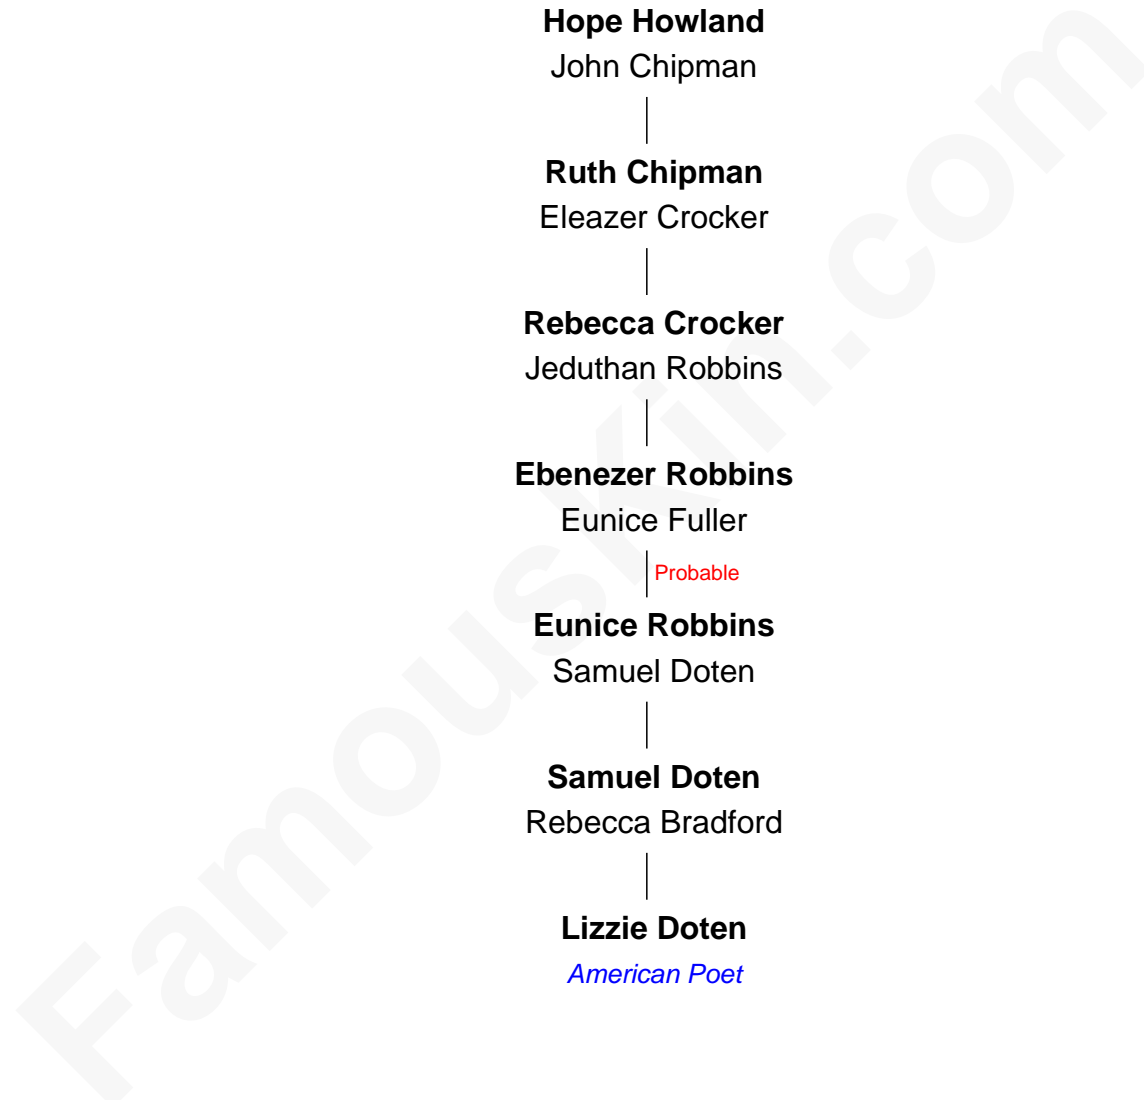 Hope Howland
John Chipman
Ruth Chipman
Eleazer Crocker
Rebecca Crocker
Jeduthan Robbins
Ebenezer Robbins
Eunice Fuller
Probable
Eunice Robbins
Samuel Doten
Samuel Doten
Rebecca Bradford
Lizzie Doten
American Poet
FamousKin.com